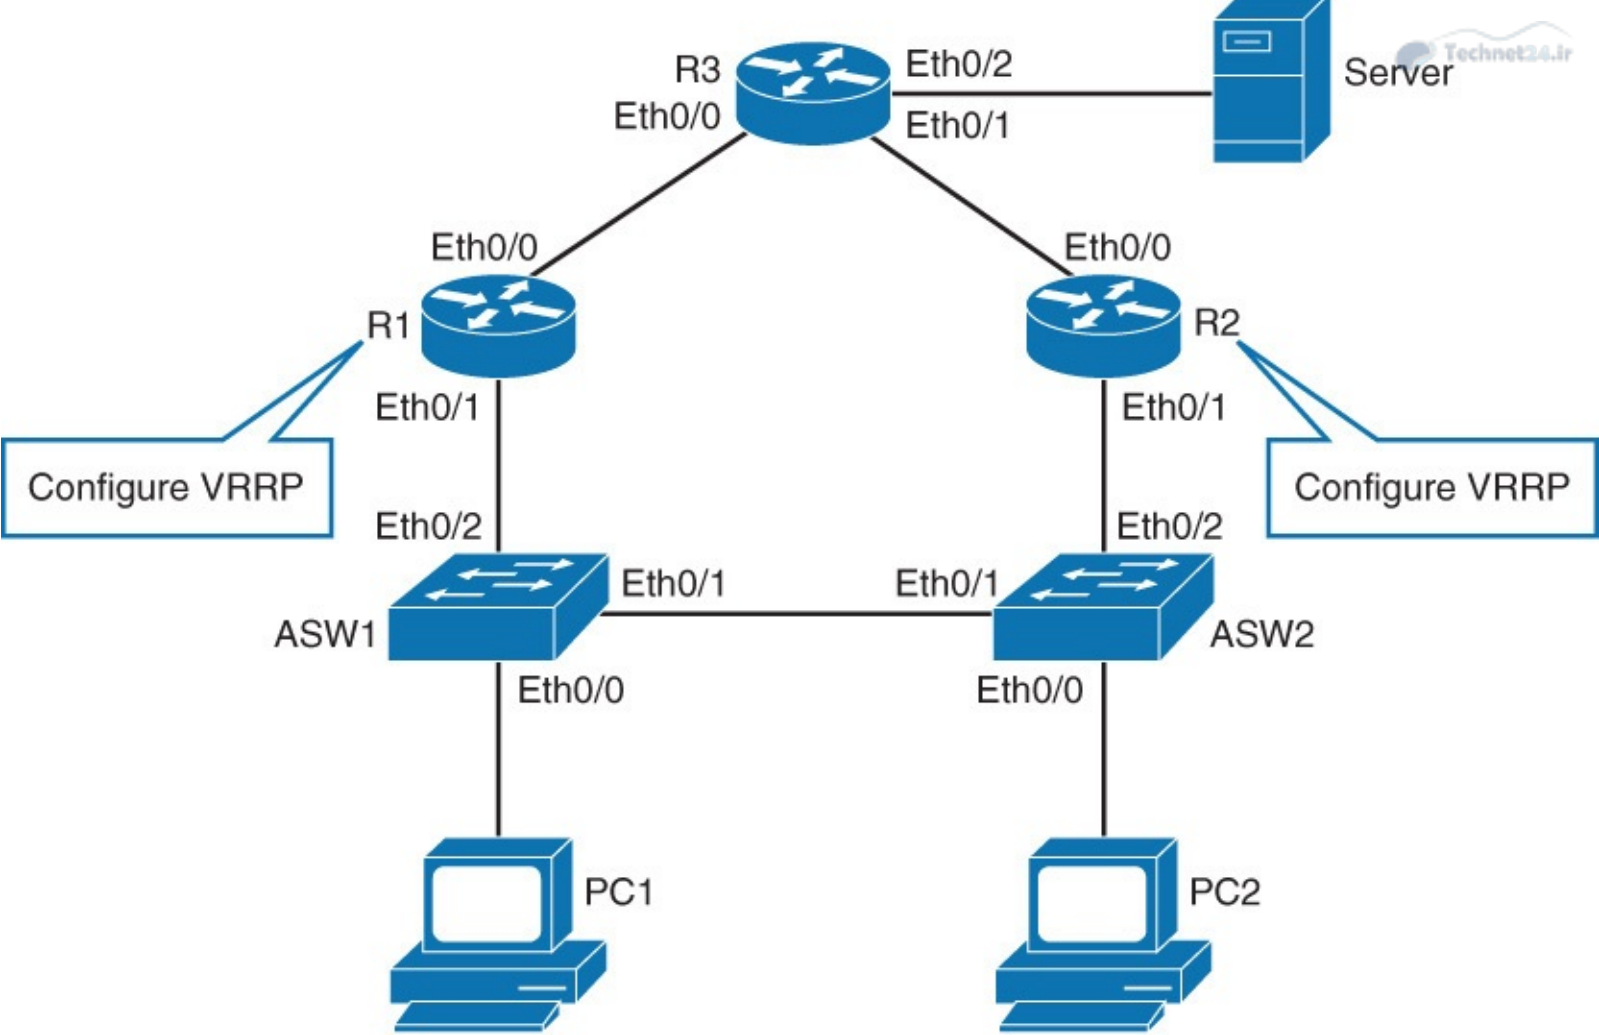 Technet24.ir
R3
Eth0/2
Server
Eth0/0
Eth0/1
Eth0/0
Eth0/0
R1
R2
Eth0/1
Eth0/1
Configure VRRP
Configure VRRP
Eth0/2
Eth0/2
Eth0/1
Eth0/1
ASW1
ASW2
Eth0/0
Eth0/0
PC1
PC2